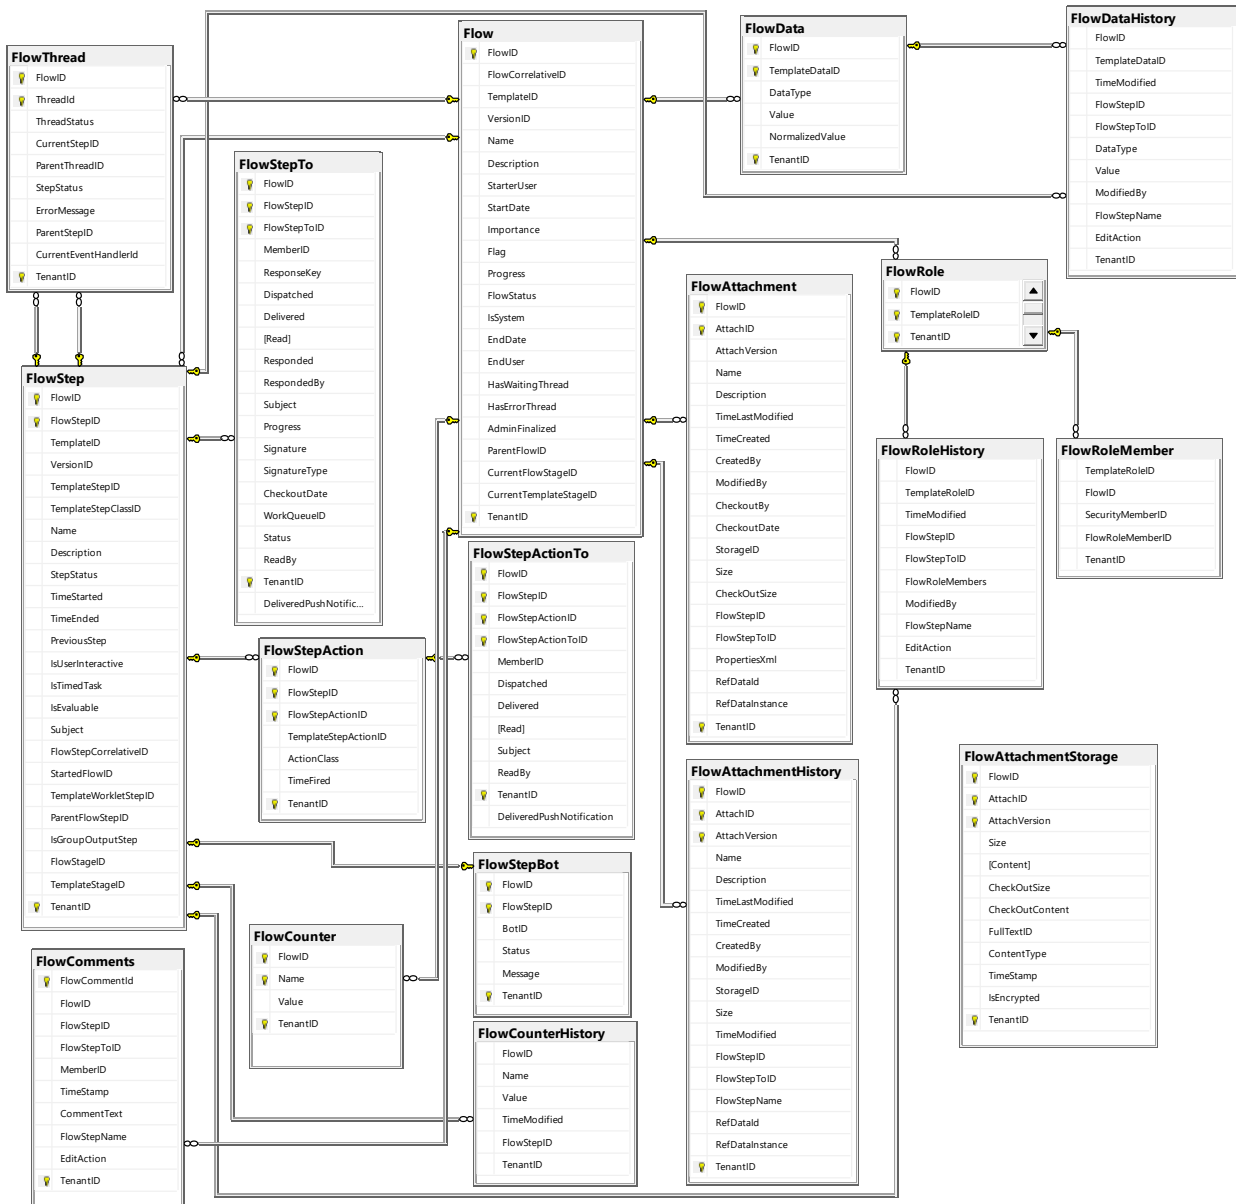 FlowThread
FlowID
ThreadId
ThreadStatus
CurrentStepID
ParentThreadID
StepStatus
ErrorMessage
ParentStepID
CurrentEventHandlerId
TenantID
FlowStep
FlowID
FlowStepID
TemplateID
VersionID
TemplateStepID
TemplateStepClassID
Name
Description
StepStatus
TimeStarted
TimeEnded
PreviousStep
IsUserInteractive
IsTimedTask
IsEvaluable
Subject
FlowStepCorrelativeID
StartedFlowID
TemplateWorkletStepID
ParentFlowStepID
IsGroupOutputStep
FlowStageID
TemplateStageID
TenantID
FlowComments
FlowCommentId
FlowID
FlowStepID
FlowStepToID
MemberID
TimeStamp
CommentText
FlowStepName
EditAction
TenantID
FlowStepTo
FlowID
FlowStepID
FlowStepToID
MemberID
ResponseKey
Dispatched
Delivered
[Read]
Responded
RespondedBy
Subject
Progress
Signature
SignatureType
CheckoutDate
WorkQueueID
Status
ReadBy
TenantID
DeliveredPushNotific...
FlowStepAction
FlowID
FlowStepID
FlowStepActionID
TemplateStepActionID
ActionClass
TimeFired
TenantID
FlowCounter
FlowID
Name
Value
TenantID
Flow
FlowID
FlowCorrelativeID
TemplateID
VersionID
Name
Description
StarterUser
StartDate
Importance
Flag
Progress
FlowStatus
IsSystem
EndDate
EndUser
HasWaitingThread
HasErrorThread
AdminFinalized
ParentFlowID
CurrentFlowStageID
CurrentTemplateStageID
TenantID
FlowStepActionTo
FlowID
FlowStepID
FlowStepActionID
FlowStepActionToID
MemberID
Dispatched
Delivered
[Read]
Subject
ReadBy
TenantID
DeliveredPushNotification
FlowStepBot
FlowID
FlowStepID
BotID
Status
Message
TenantID
FlowCounterHistory
FlowID
Name
Value
TimeModified
FlowStepID
TenantID
FlowData
FlowID
TemplateDataID
DataType
Value
NormalizedValue
TenantID
FlowAttachment
FlowID
AttachID
AttachVersion
Name
Description
TimeLastModified
TimeCreated
CreatedBy
ModifiedBy
CheckoutBy
CheckoutDate
StorageID
Size
CheckOutSize
FlowStepID
FlowStepToID
PropertiesXml
RefDataId
RefDataInstance
TenantID
FlowAttachmentHistory
FlowID
AttachID
AttachVersion
Name
Description
TimeLastModified
TimeCreated
CreatedBy
ModifiedBy
StorageID
Size
TimeModified
FlowStepID
FlowStepToID
FlowStepName
RefDataId
RefDataInstance
TenantID
FlowDataHistory
FlowID
TemplateDataID
TimeModified
FlowStepID
FlowStepToID
DataType
Value
ModifiedBy
FlowStepName
EditAction
TenantID
FlowRole
FlowID
TemplateRoleID
TenantID
FlowRoleHistory
FlowID
TemplateRoleID
TimeModified
FlowStepID
FlowStepToID
FlowRoleMembers
ModifiedBy
FlowStepName
EditAction
TenantID
FlowRoleMember
TemplateRoleID
FlowID
SecurityMemberID
FlowRoleMemberID
TenantID
FlowAttachmentStorage
FlowID
AttachID
AttachVersion
Size
[Content]
CheckOutSize
CheckOutContent
FullTextID
ContentType
TimeStamp
IsEncrypted
TenantID